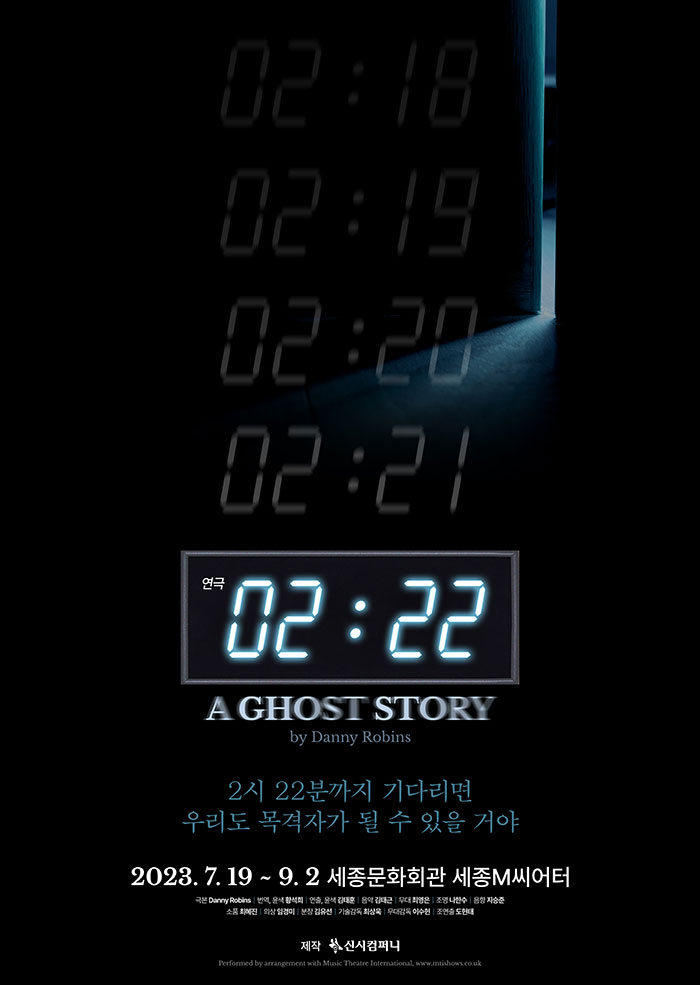 02:18
02:19
02:20
02:21
연극 02:22
A GHOST STORY
by Danny Robins
2시 22분까지 기다리면
우리도 목격자가 될 수 있을 거야
2023. 7. 19 ~ 9. 2 세종문화회관 세종M씨어터
극본 Danny Robins | 번역, 윤색 황석희 | 연출, 윤색 김태훈 | 음악 김태근 | 무대 최영은 | 조명 나한수 | 음향 지승준
소품 최혜진 | 의상 임경미 | 분장 김유선 | 기술감독 최상욱 | 무대감독 이수현 | 조연출 도현태
제작 신시컴퍼니
Performed by arrangement with Music Theatre International, www.mtishows.co.uk